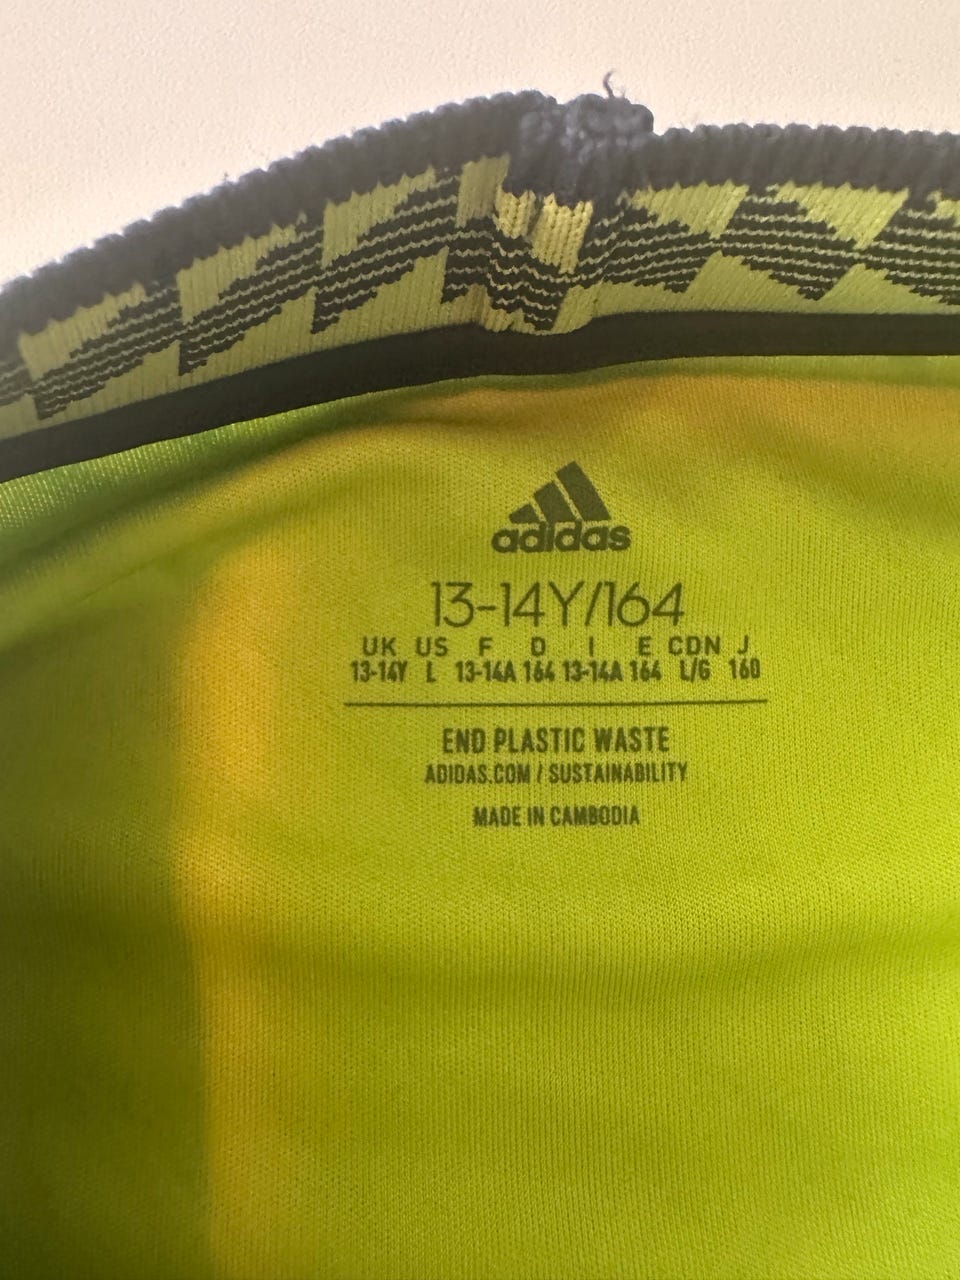 adidas
13-14Y/164
UK US F D I E CDN J
13-14Y L 13-14A 164 13-14A 164 L/G 160
END PLASTIC WASTE
ADIDAS.COM / SUSTAINABILITY
MADE IN CAMBODIA